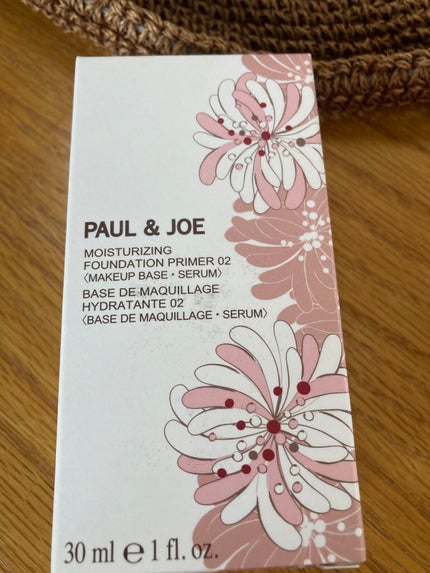 PAUL & JOE
MOISTURIZING
FOUNDATION PRIMER 02
〈MAKEUP BASE・SERUM〉
BASE DE MAQUILLAGE
HYDRATANTE 02
〈BASE DE MAQUILLAGE・SERUM〉
30 ml ℮ 1 fl. oz.